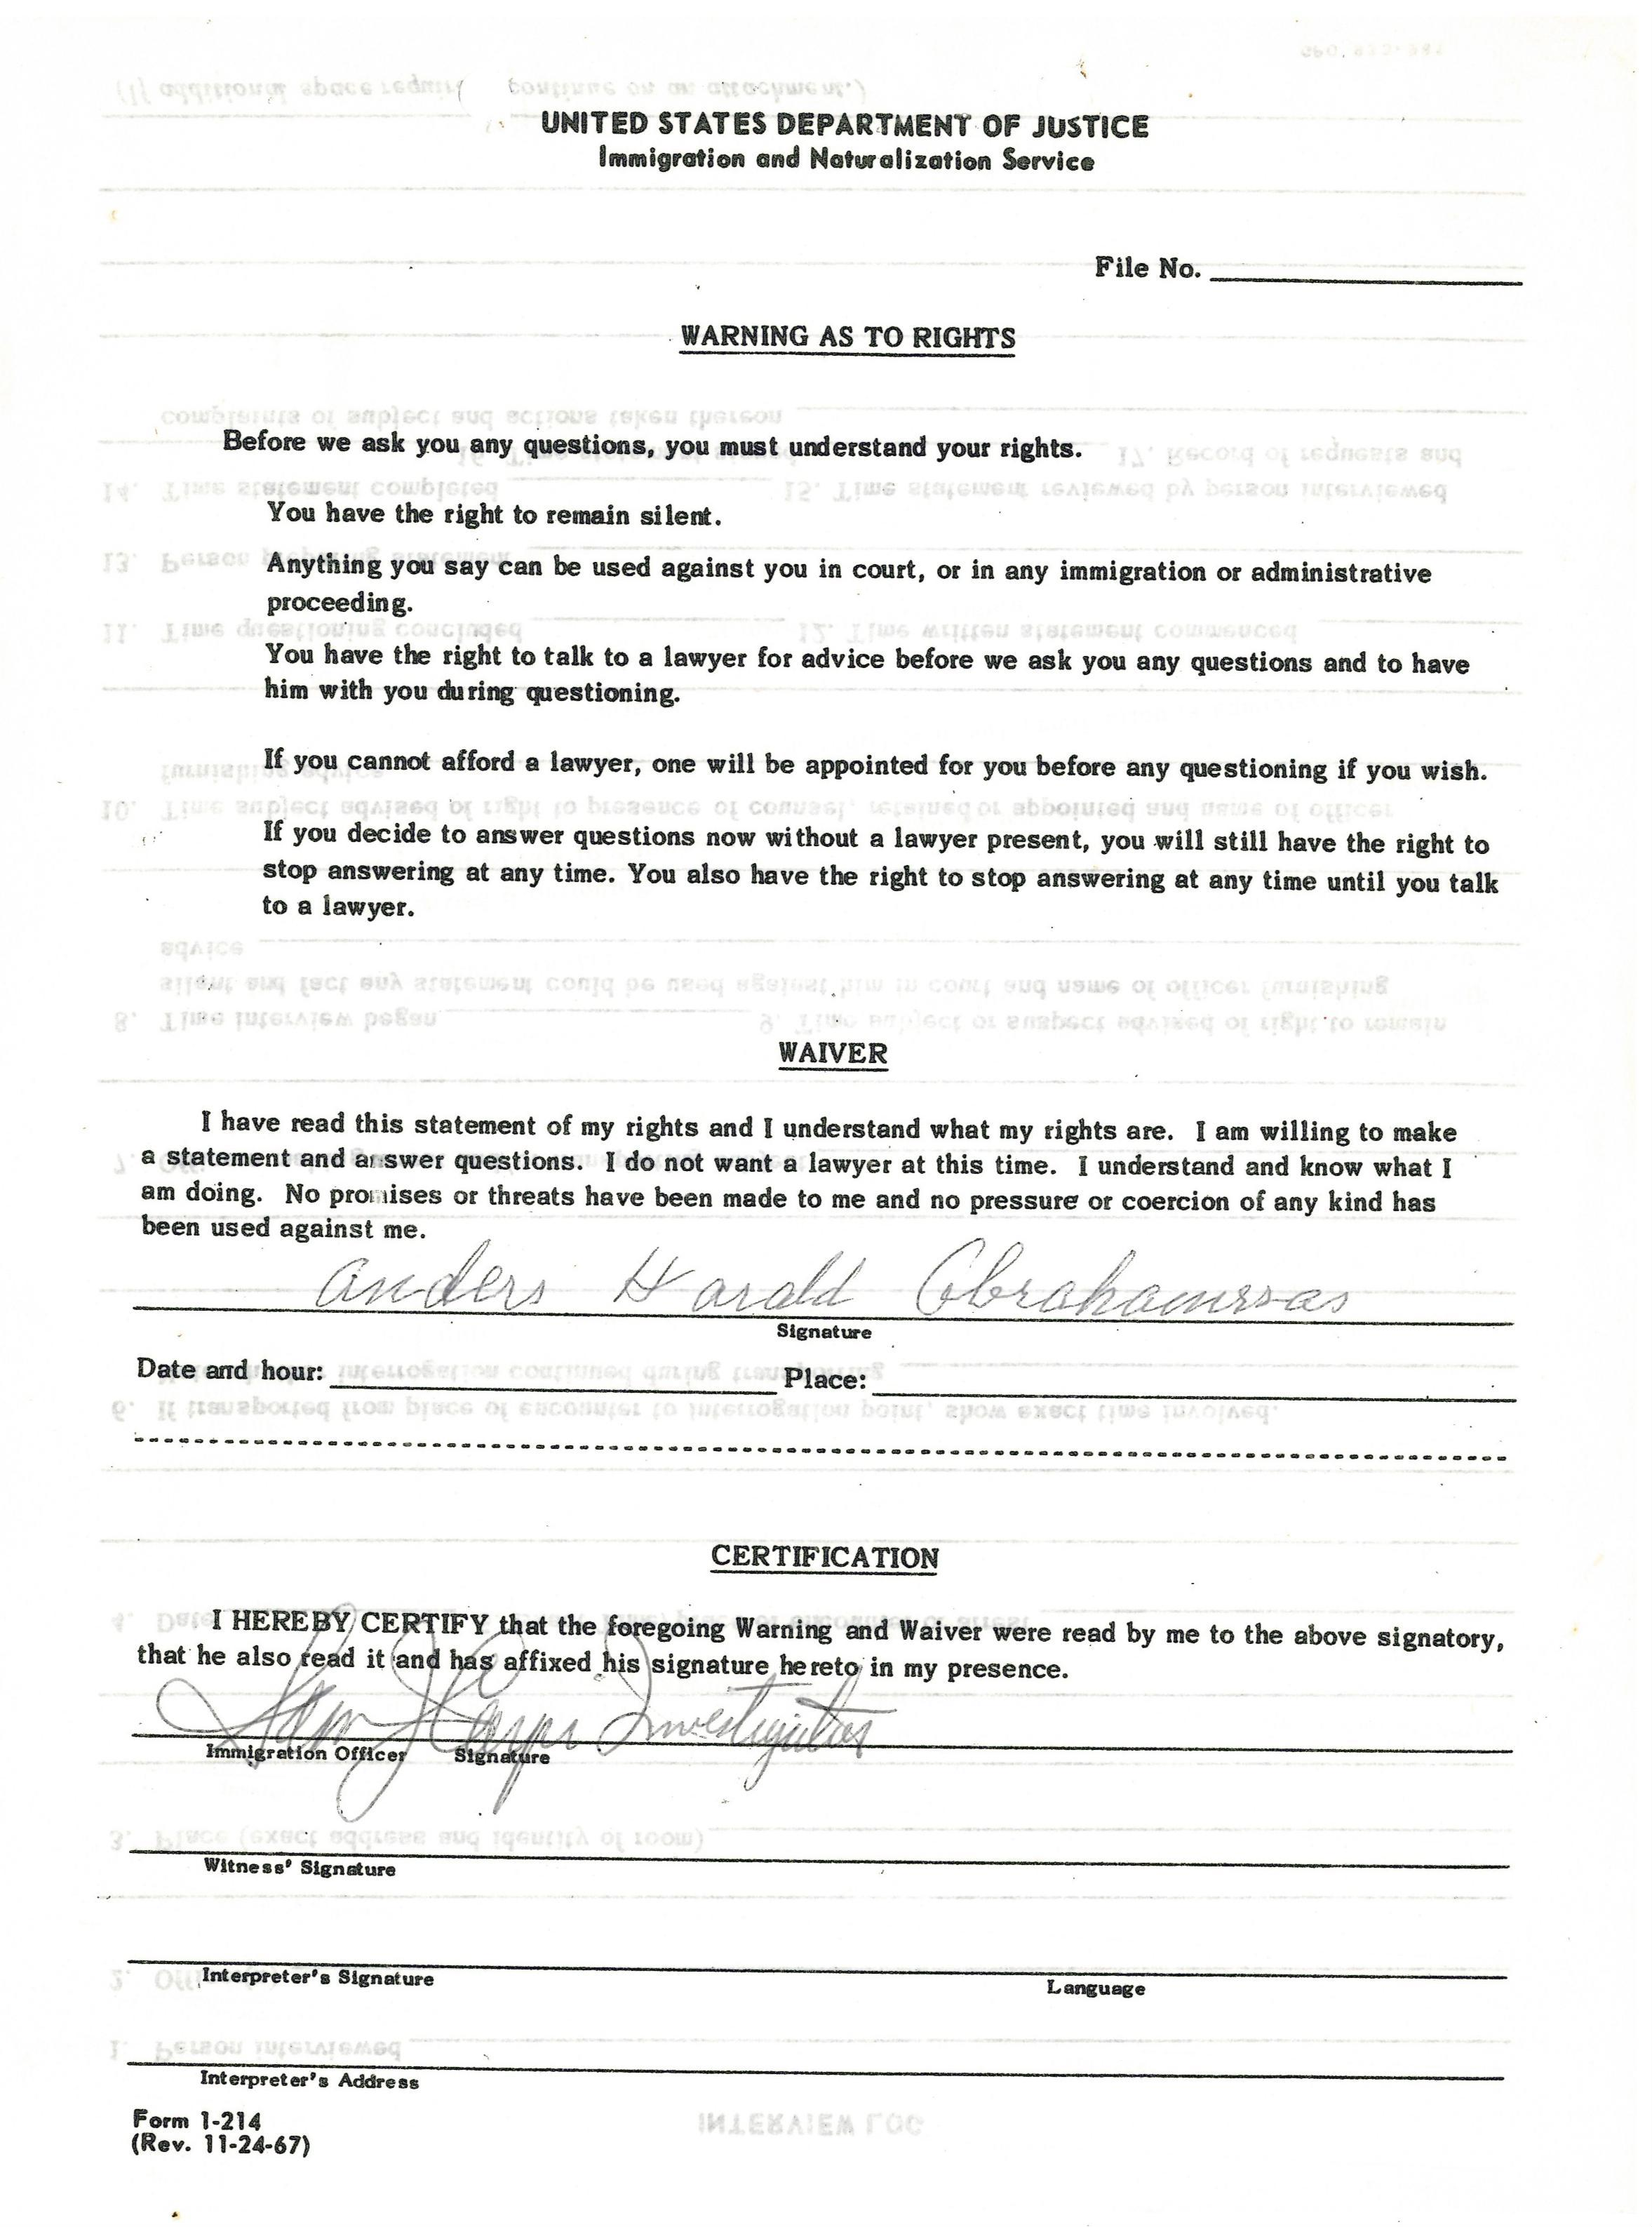 UNITED STATES DEPARTMENT OF JUSTICE
Immigration and Naturalization Service
File No.
WARNING AS TO RIGHTS
Before we ask you any questions, you must understand your rights.
You have the right to remain silent.
Anything you say can be used against you in court, or in any immigration or administrative
proceeding.
You have the right to talk to a lawyer for advice before we ask you any questions and to have
him with you during questioning.
If you cannot afford a lawyer, one will be appointed for you before any questioning if you wish.
If you decide to answer questions now without a lawyer present, you will still have the right to
stop answering at any time. You also have the right to stop answering at any time until you talk
to a lawyer.
WAIVER
I have read this statement of my rights and I understand what my rights are. I am willing to make
a statement and answer questions. I do not want a lawyer at this time. I understand and know what I
am doing. No promises or threats have been made to me and no pressure or coercion of any kind has
been used against me.
Anders Harald
Signature
Date and hour: Place:
CERTIFICATION
I HEREBY CERTIFY that the foregoing Warning and Waiver were read by me to the above signatory,
that he also read it and has affixed his signature hereto in my presence.
Investigator
Immigration Officer Signature
Witness' Signature
Interpreter's Signature Language
Interpreter's Address
Form 1-214
(Rev. 11-24-67)